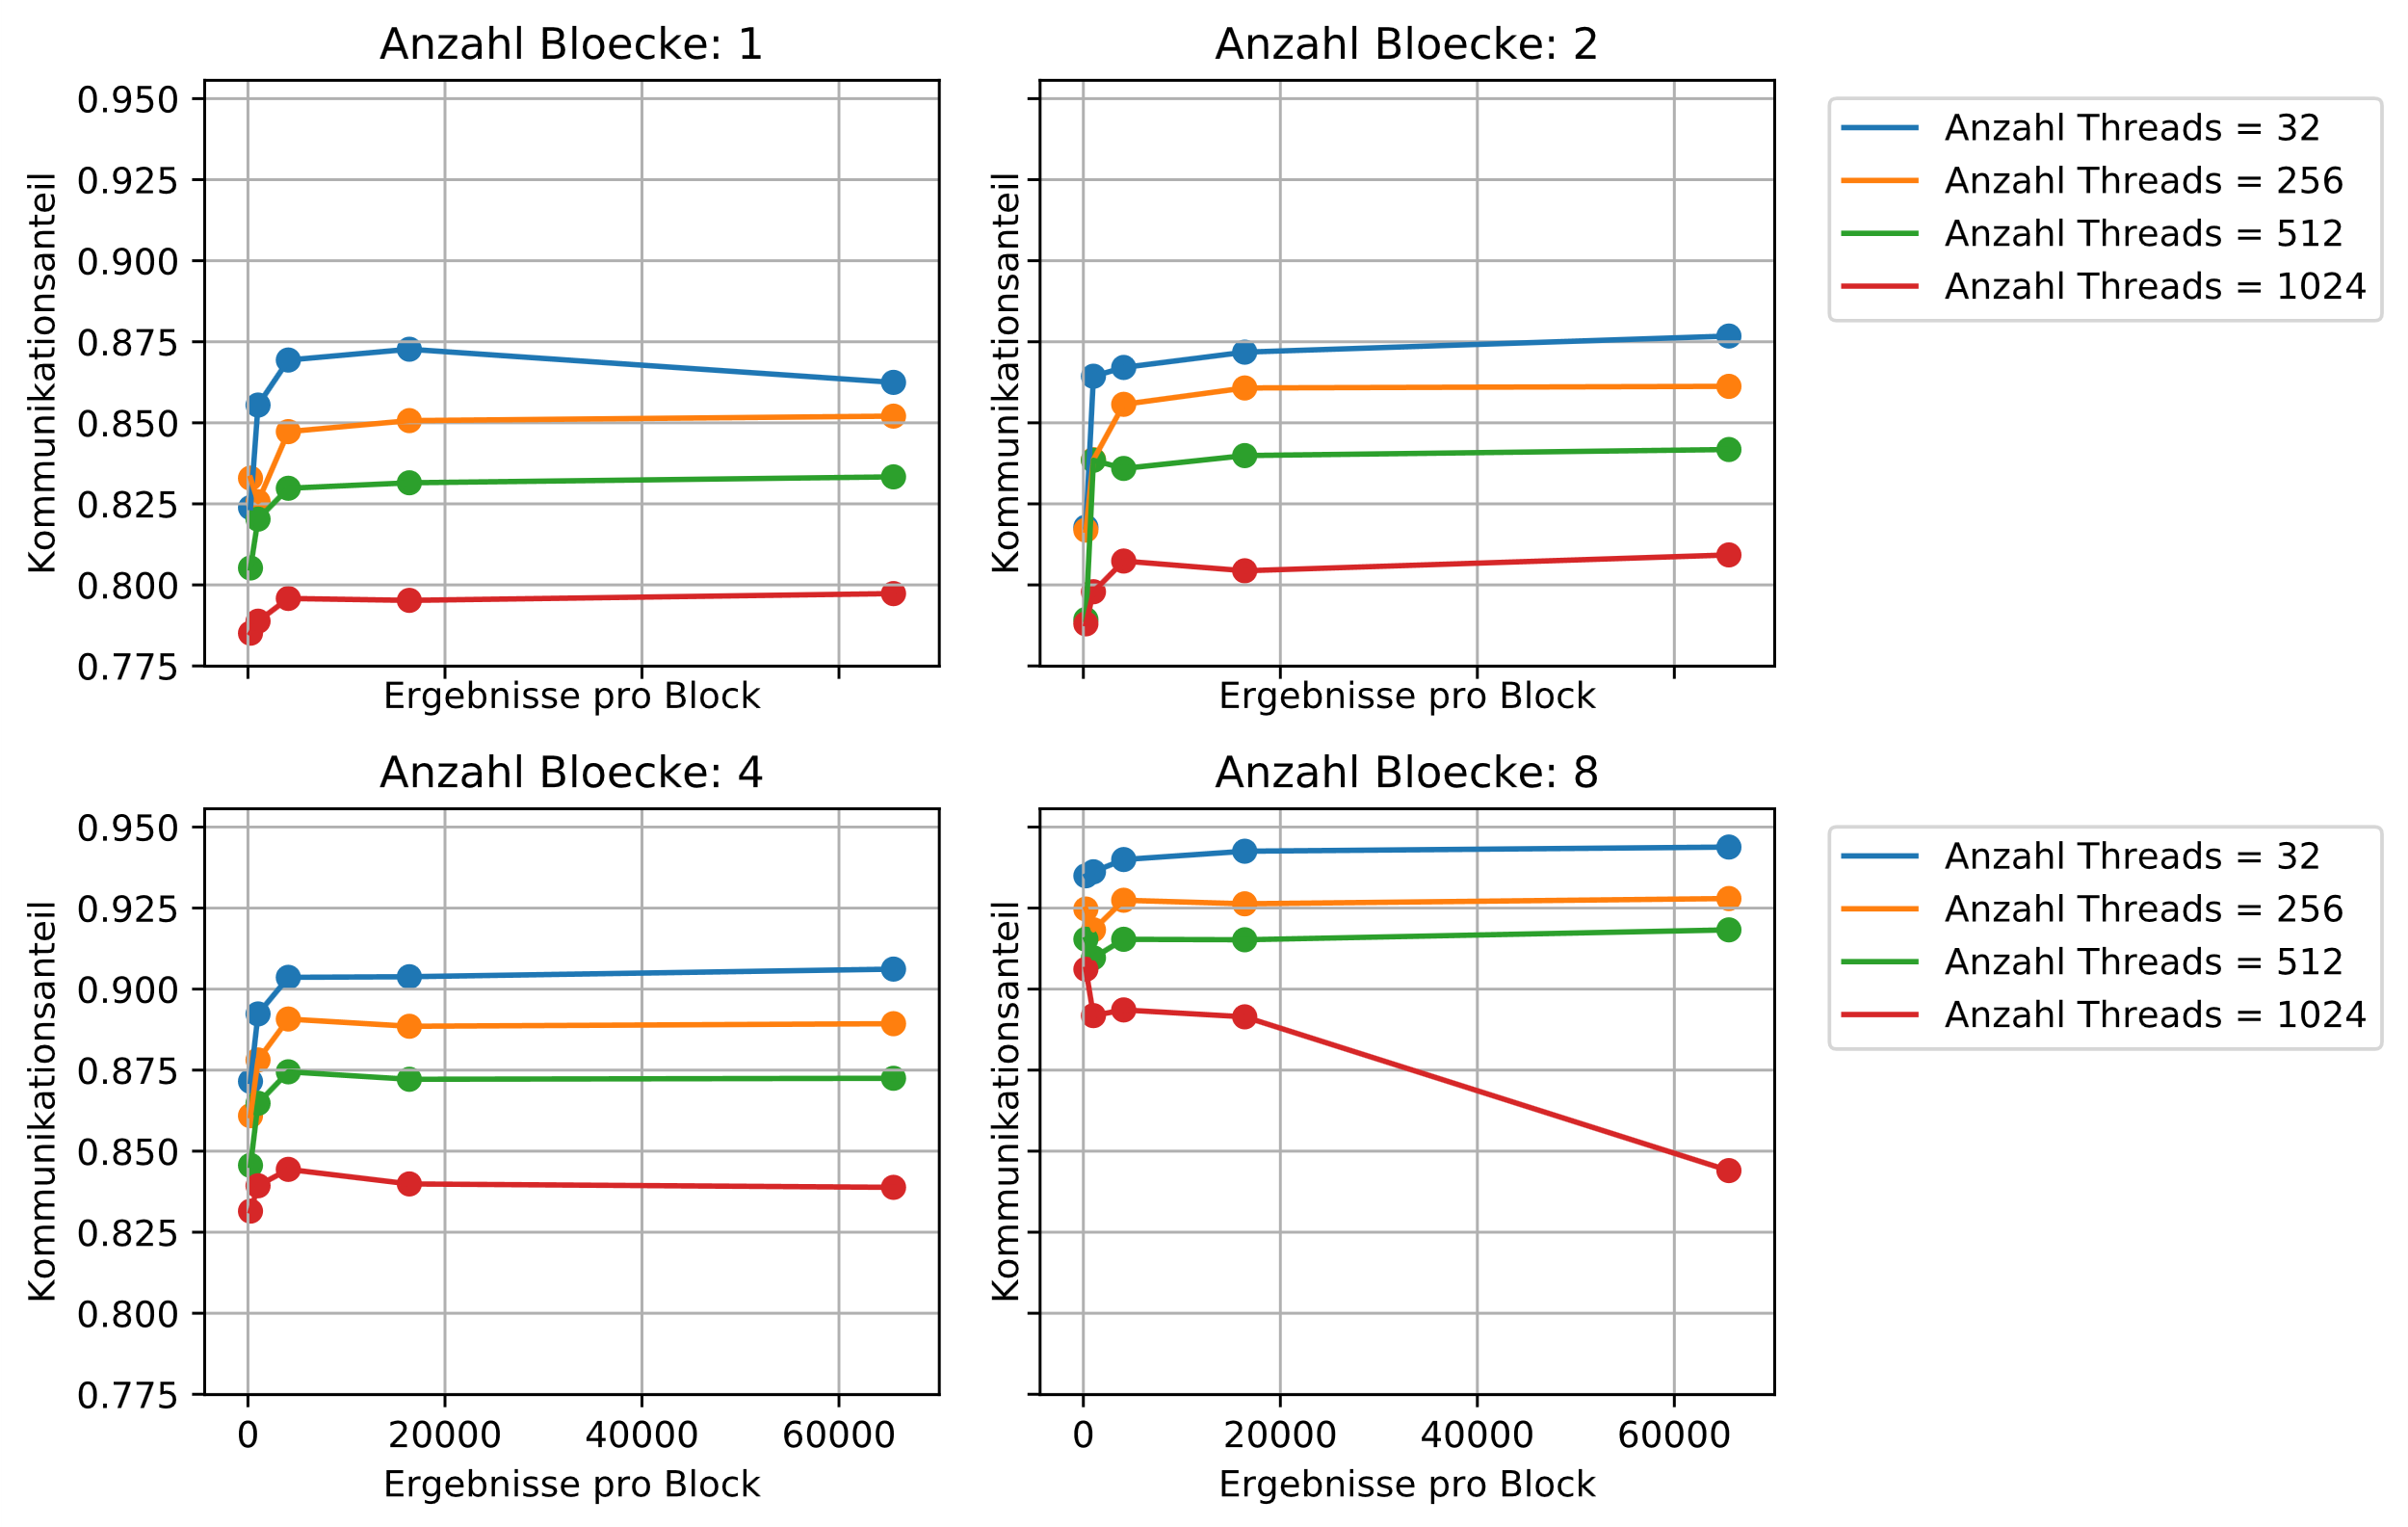 Anzahl Bloecke: 1
0.950
0.925
0.900
0.875
0.850
0.825
0.800
0.775
Kommunikationsanteil
Ergebnisse pro Block
Anzahl Bloecke: 2
Kommunikationsanteil
Ergebnisse pro Block
Anzahl Threads = 32
Anzahl Threads = 256
Anzahl Threads = 512
Anzahl Threads = 1024
Anzahl Bloecke: 4
0.950
0.925
0.900
0.875
0.850
0.825
0.800
0.775
Kommunikationsanteil
0 20000 40000 60000
Ergebnisse pro Block
Anzahl Bloecke: 8
Kommunikationsanteil
0 20000 40000 60000
Ergebnisse pro Block
Anzahl Threads = 32
Anzahl Threads = 256
Anzahl Threads = 512
Anzahl Threads = 1024